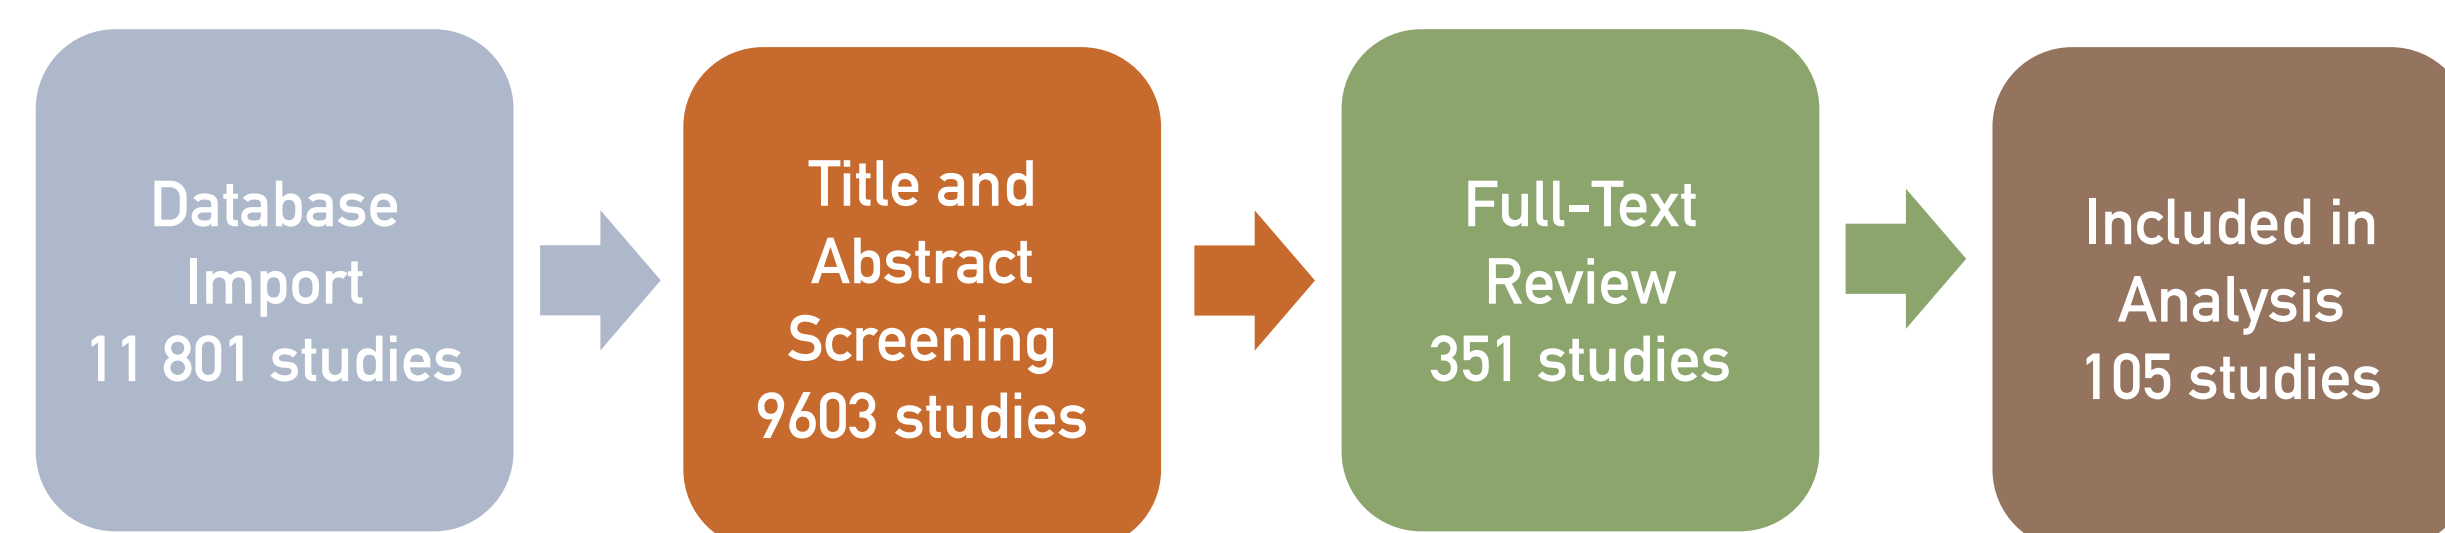 Database
Import
11 801 studies
Title and
Abstract
Screening
9603 studies
Full-Text
Review
351 studies
Included in
Analysis
105 studies